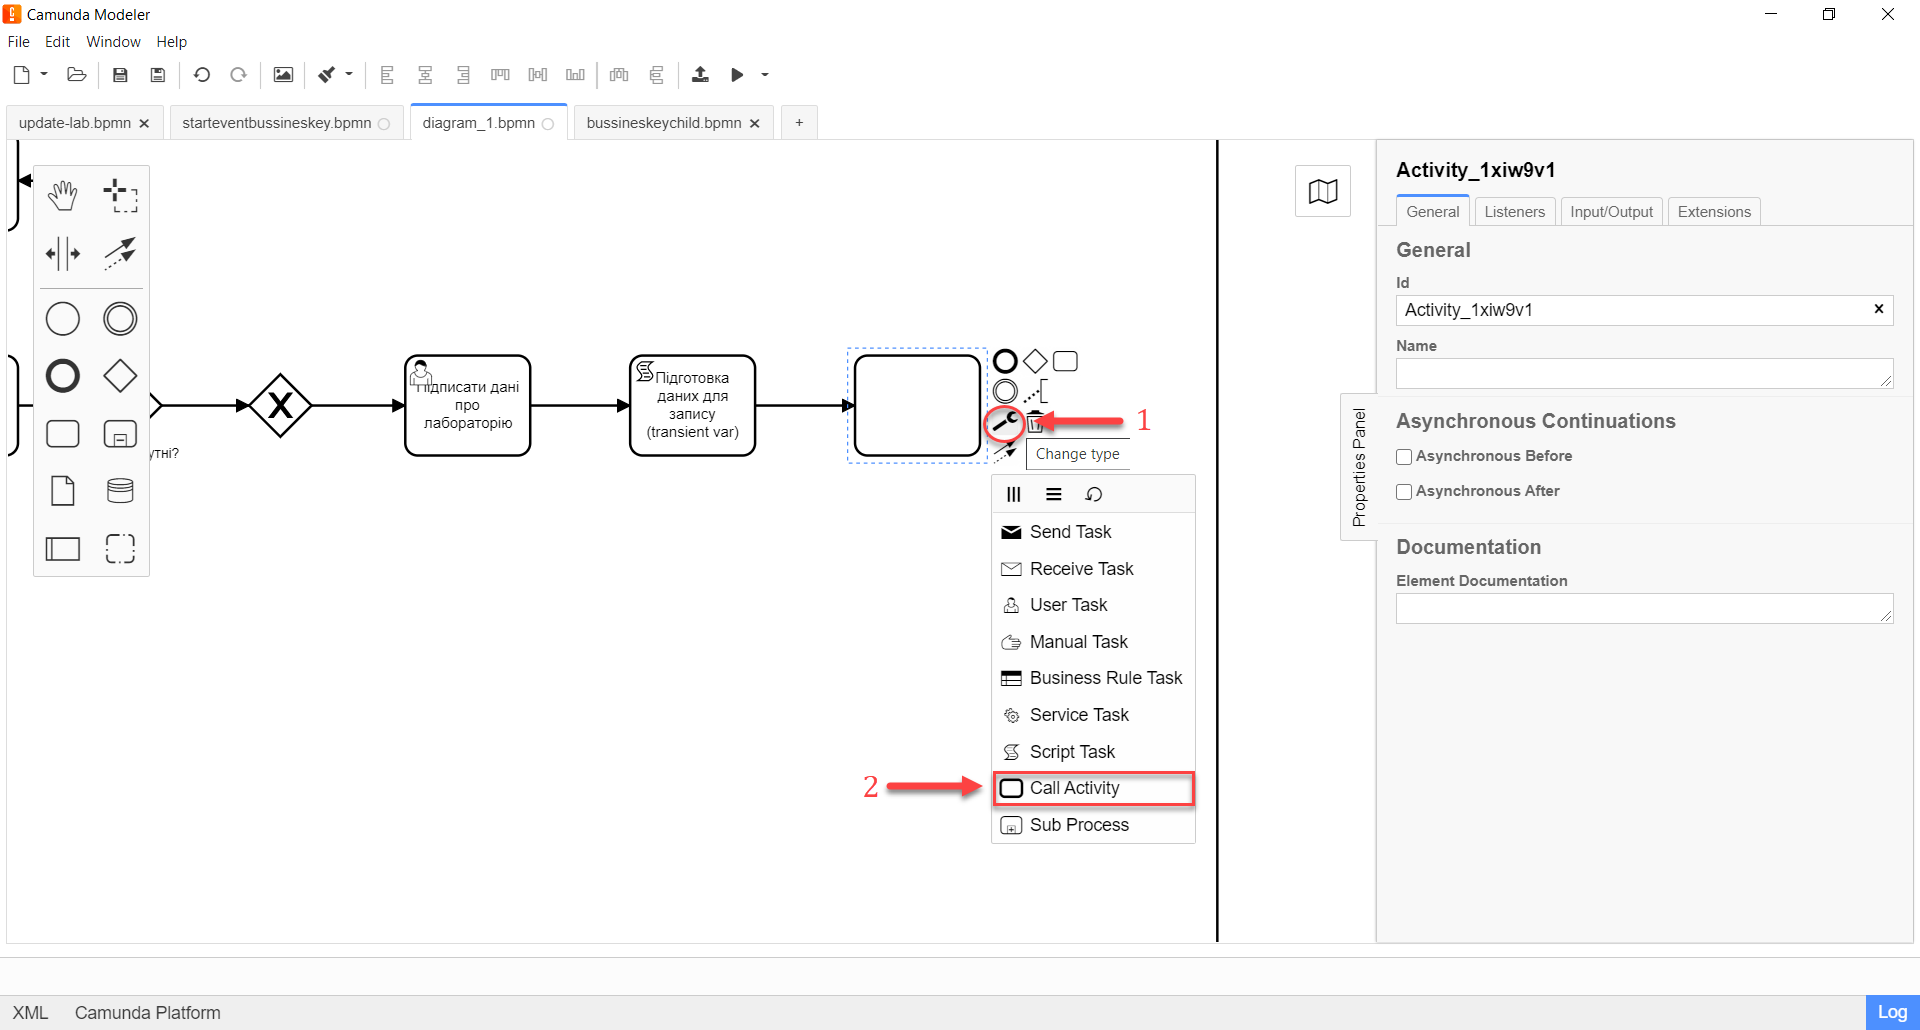 Camunda Modeler
File Edit Window Help
update-lab.bpmn starteventbussineskey.bpmn diagram_1.bpmn bussineskeychild.bpmn +
утні?
X
Підписати дані
про
лабораторію
Підготовка
даних для
запису
(transient var)
1
Change type
Send Task
Receive Task
User Task
Manual Task
Business Rule Task
Service Task
Script Task
2
Call Activity
Sub Process
Properties Panel
Activity_1xiw9v1
General Listeners Input/Output Extensions
General
Id
Activity_1xiw9v1
Name
Asynchronous Continuations
Asynchronous Before
Asynchronous After
Documentation
Element Documentation
XML Camunda Platform
Log